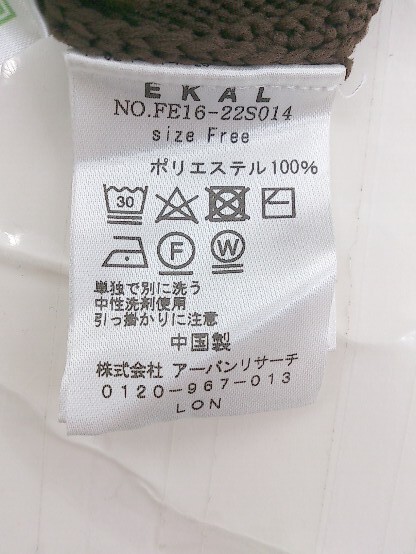 EKAL
NO.FE16-22S014
size Free
ポリエステル100%
30
F W
単独で別に洗う
中性洗剤使用
引っ掛かりに注意
中国製
株式会社 アーバンリサーチ
0120-967-013
LON